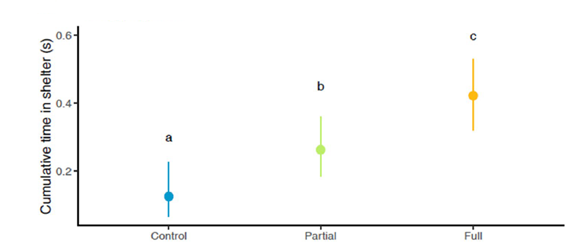 Cumulative time in shelter (s)
0.6
0.4
0.2
a
b
c
Control
Partial
Full